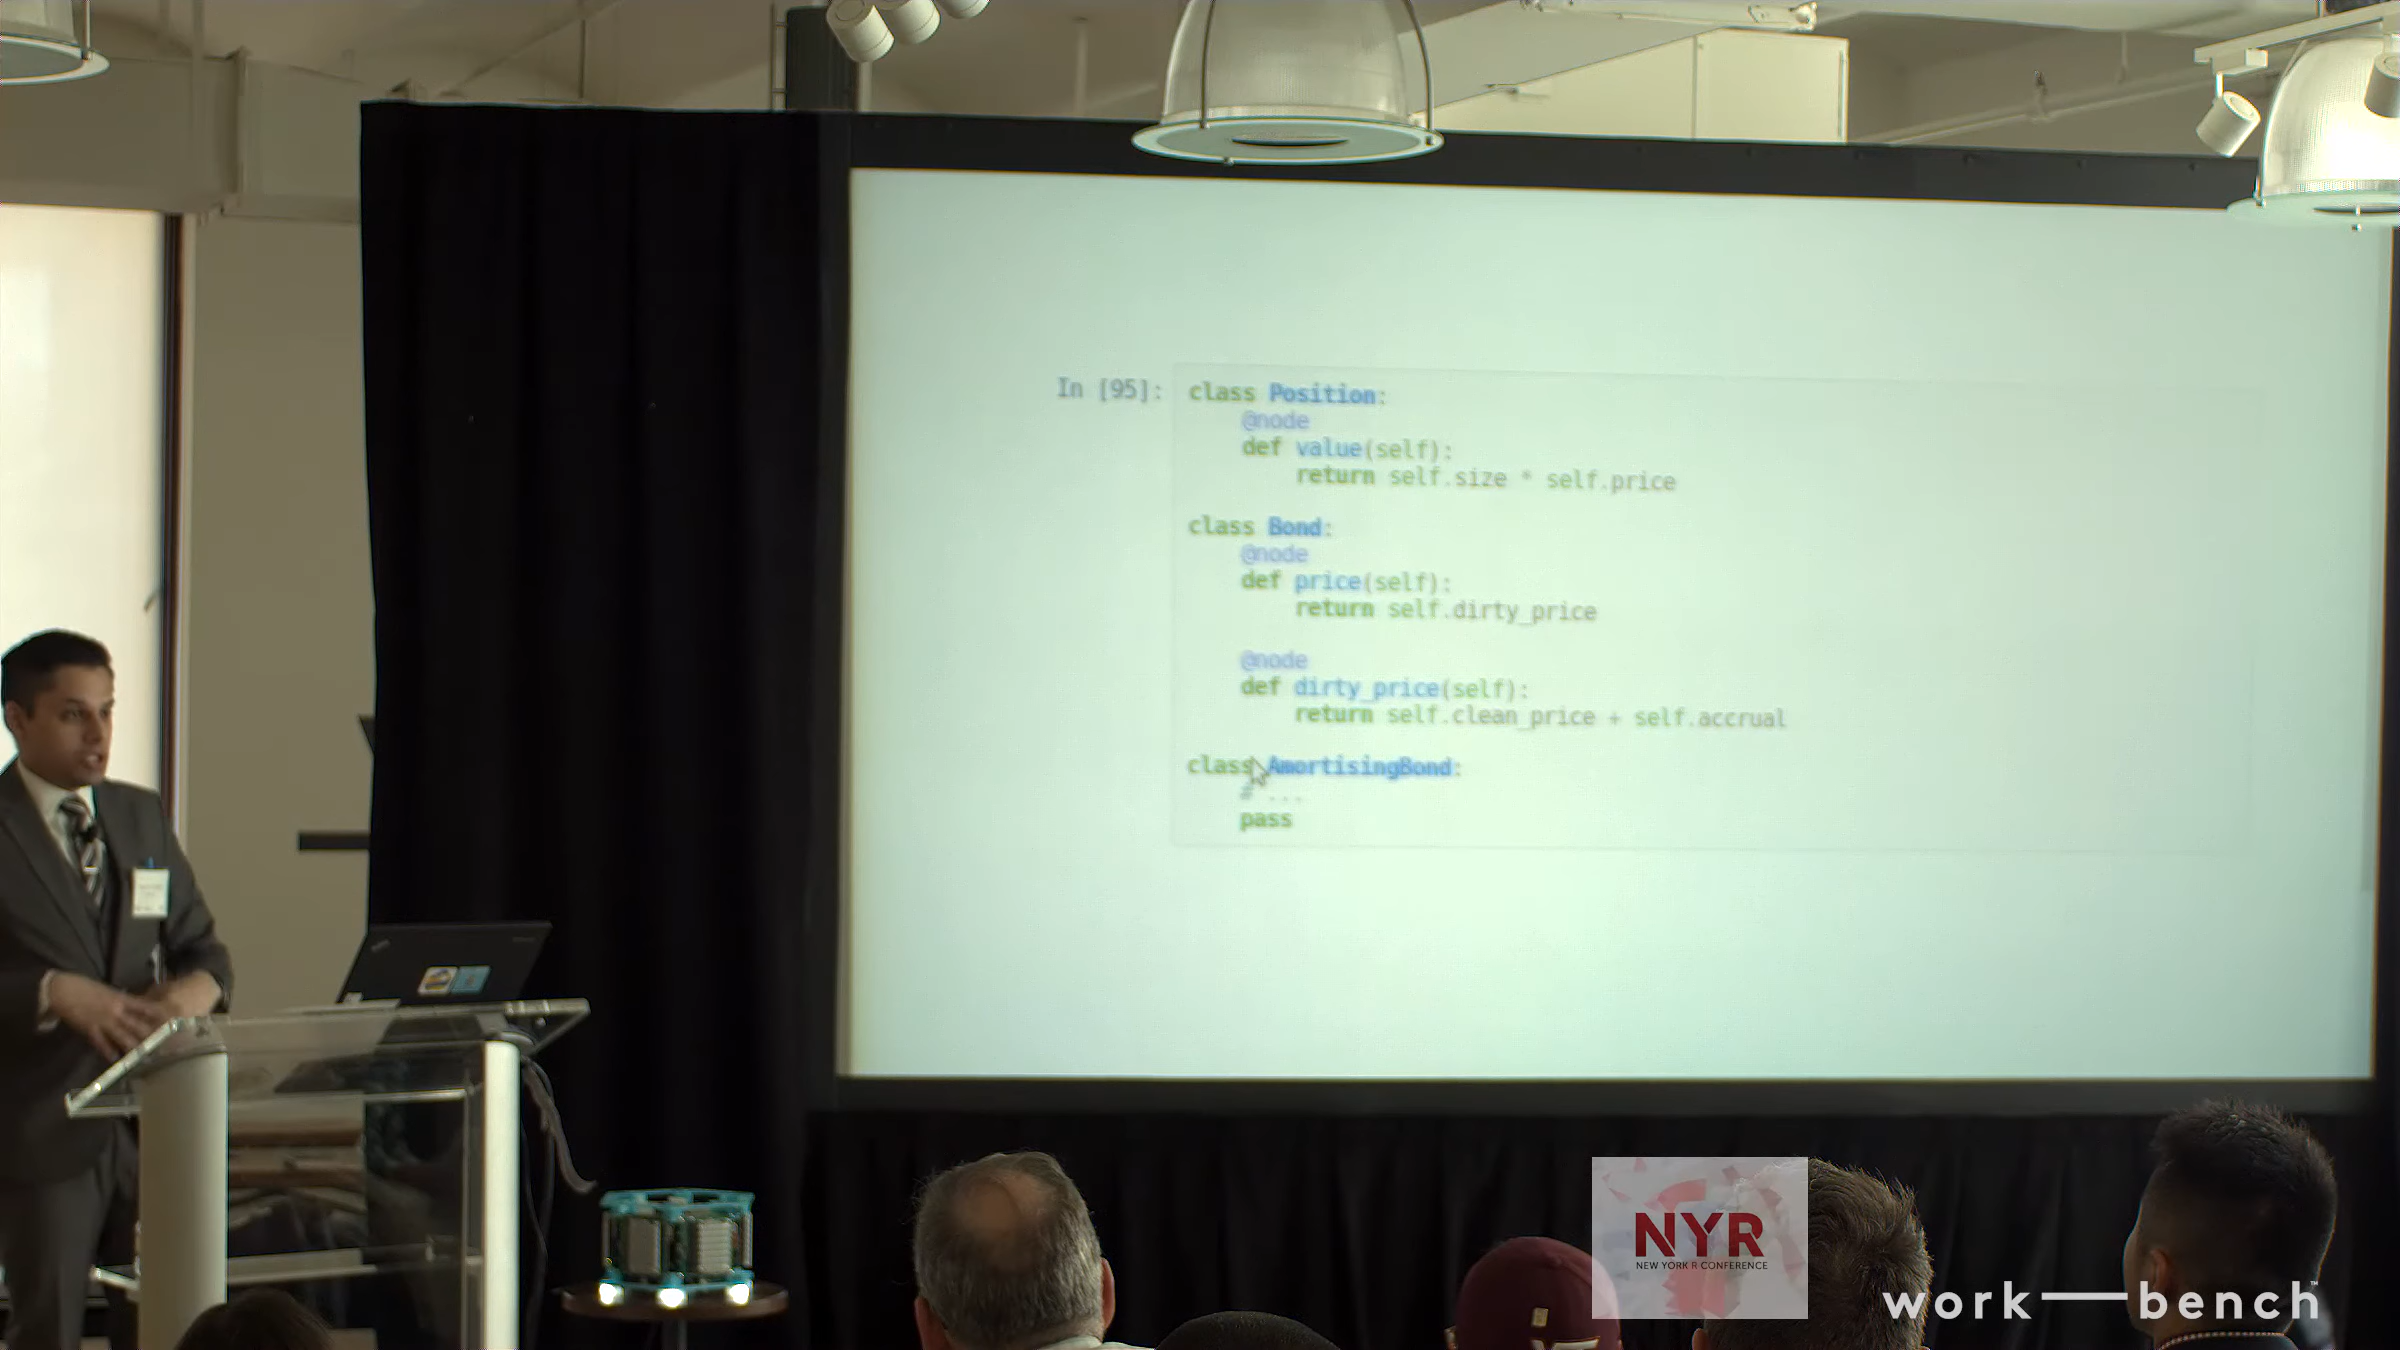 In [95]: class Position:
@node
def value(self):
return self.size * self.price
class Bond:
@node
def price(self):
return self.dirty_price
@node
def dirty_price(self):
return self.clean_price + self.accrual
class AmortisingBond:
# ...
pass
NYR
NEW YORK R CONFERENCE
work—bench™